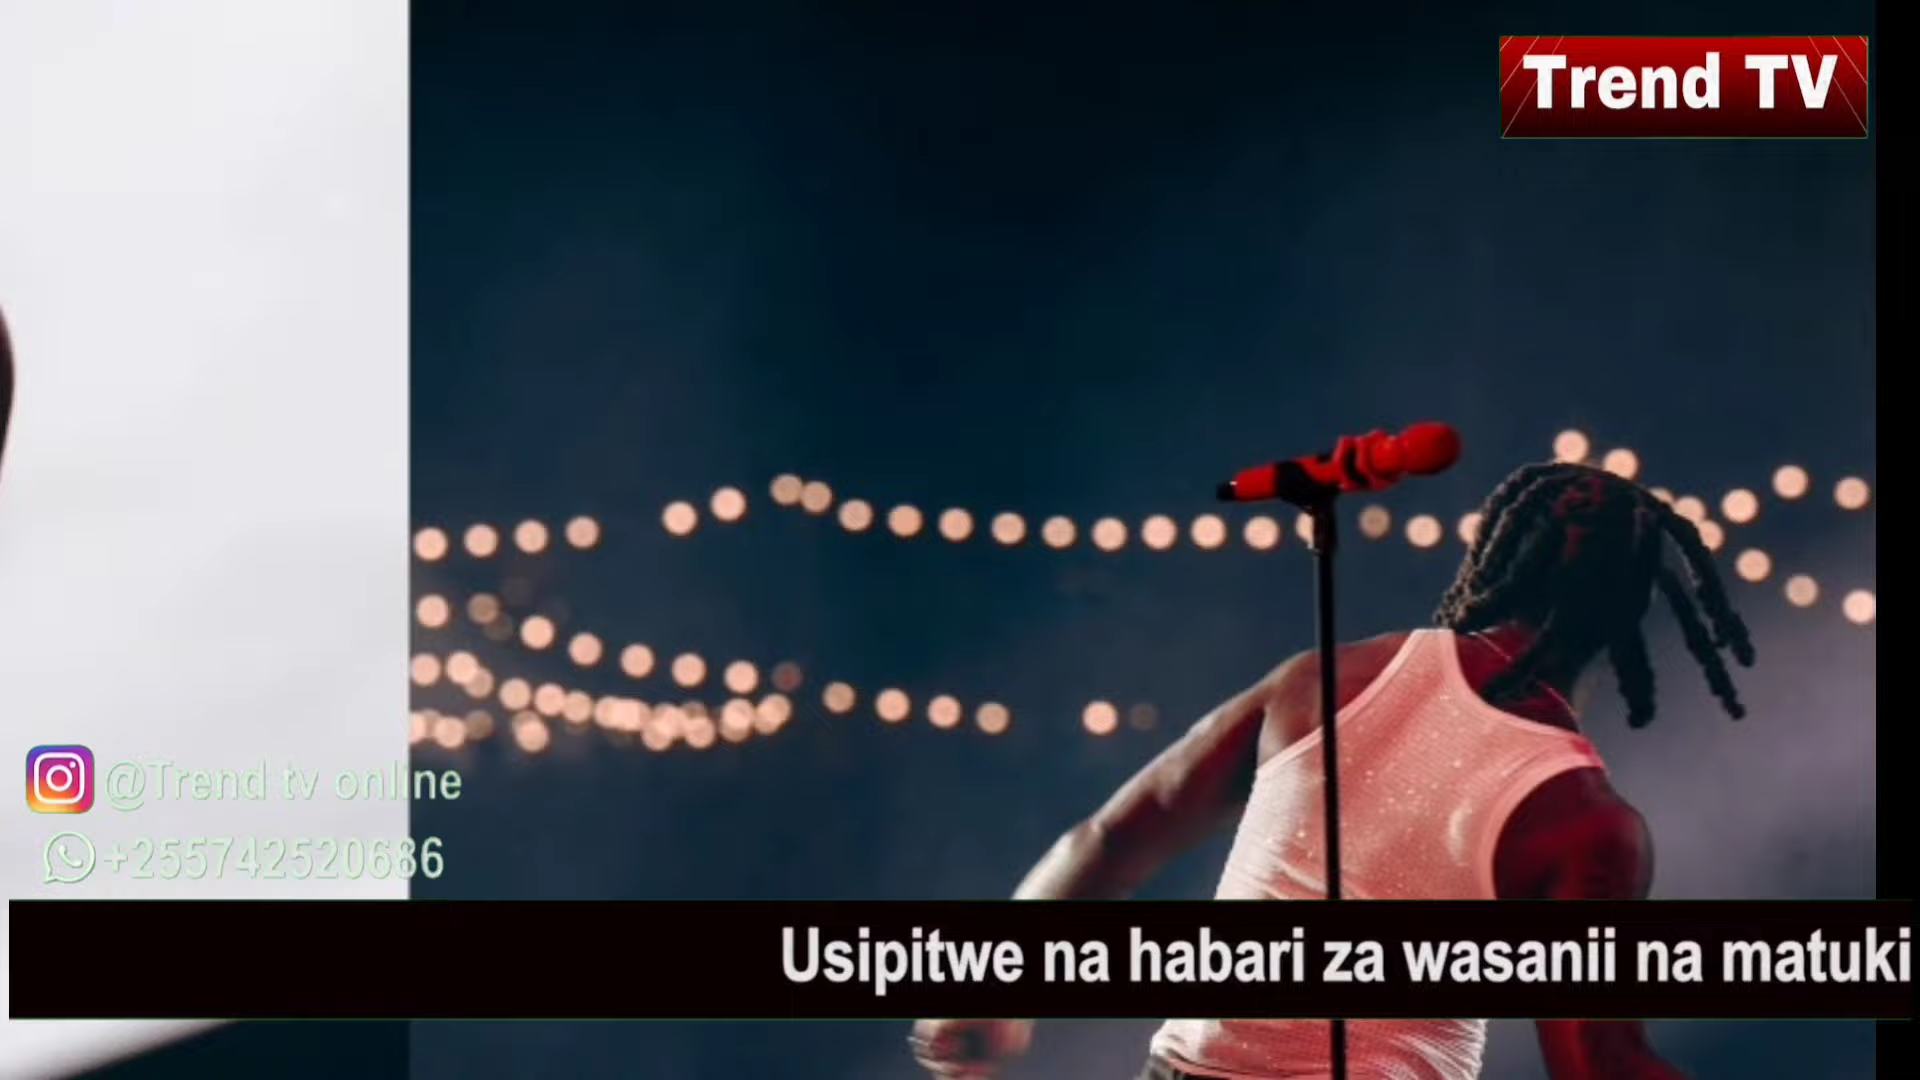 Trend TV
@Trend tv online
+255742520686
Usipitwe na habari za wasanii na matuki